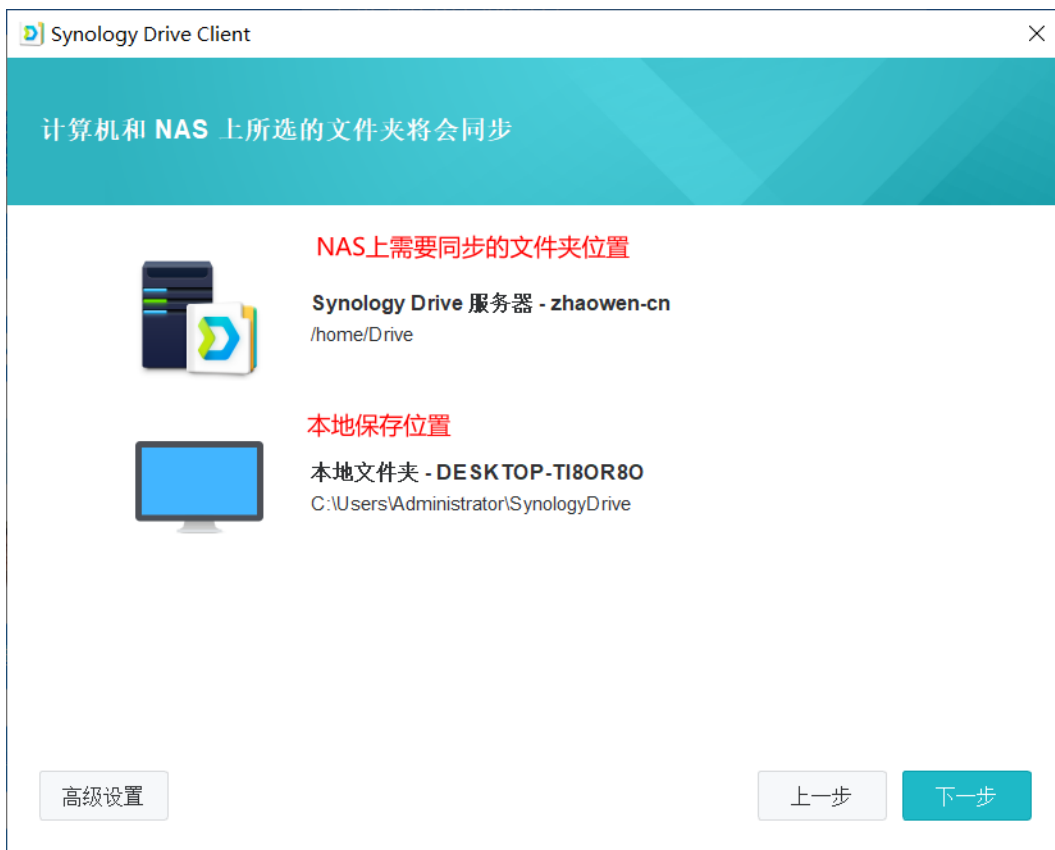 Synology Drive Client
计算机和 NAS 上所选的文件夹将会同步
NAS上需要同步的文件夹位置
Synology Drive 服务器 - zhaowen-cn
/home/Drive
本地保存位置
本地文件夹 - DESKTOP-TI8OR8O
C:\Users\Administrator\SynologyDrive
高级设置
上一步
下一步